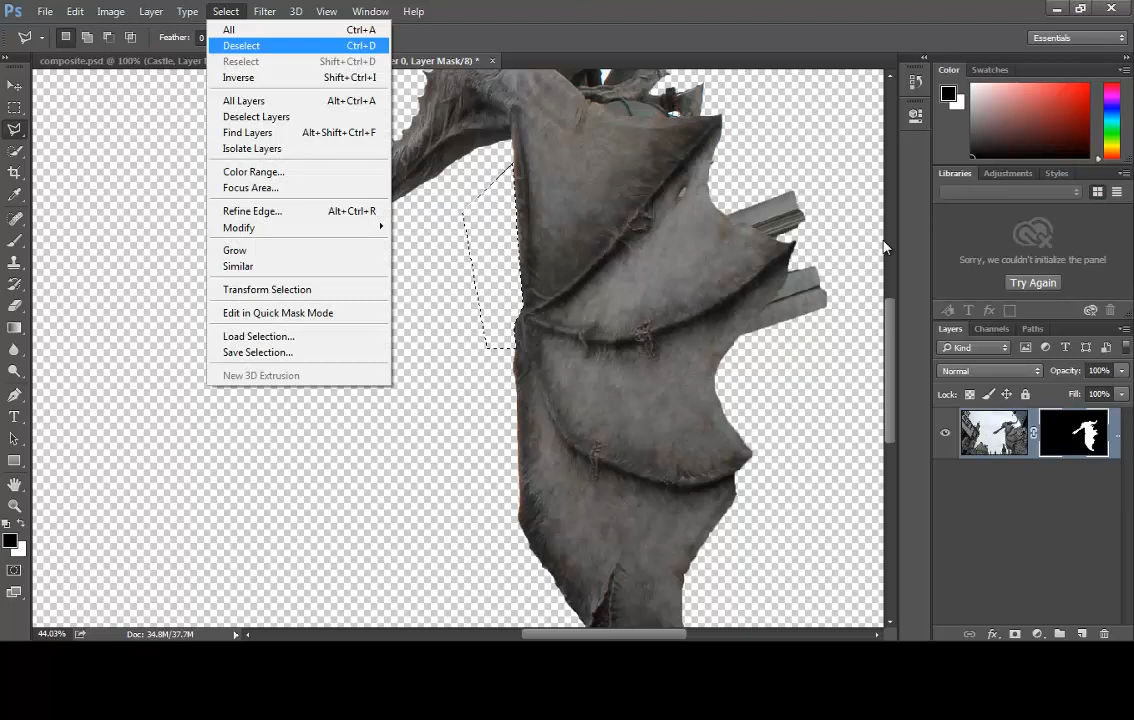 Ps File Edit Image Layer Type Select Filter 3D View Window Help
Feather: 0
Essentials
composite.psd @ 100% (Castle, Layer
0, Layer Mask/8) *
All Ctrl+A
Deselect Ctrl+D
Reselect Shift+Ctrl+D
Inverse Shift+Ctrl+I
All Layers Alt+Ctrl+A
Deselect Layers
Find Layers Alt+Shift+Ctrl+F
Isolate Layers
Color Range...
Focus Area...
Refine Edge... Alt+Ctrl+R
Modify
Grow
Similar
Transform Selection
Edit in Quick Mask Mode
Load Selection...
Save Selection...
New 3D Extrusion
Color Swatches
Libraries Adjustments Styles
Sorry, we couldn't initialize the panel
Try Again
Layers Channels Paths
Kind
Normal Opacity: 100%
Lock: Fill: 100%
44.03% Doc: 34.8M/37.7M